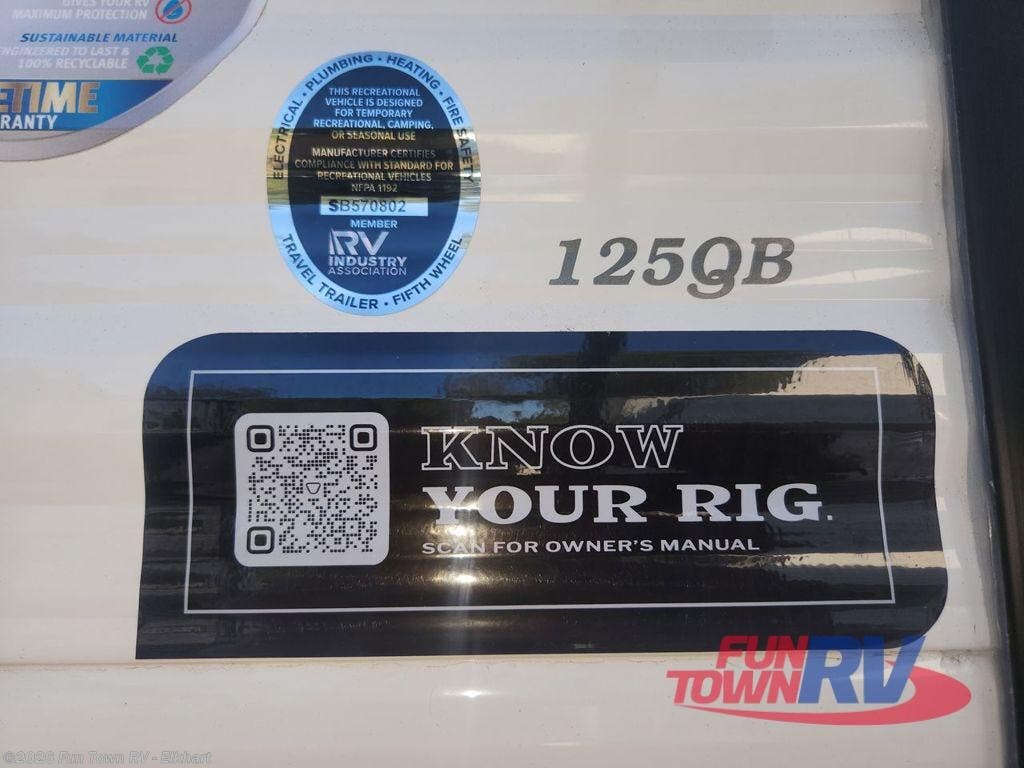 GIVES YOUR RV
MAXIMUM PROTECTION
SUSTAINABLE MATERIAL
ENGINEERED TO LAST &
100% RECYCLABLE
ETIME
RANTY
ELECTRICAL • PLUMBING • HEATING • FIRE SAFETY
THIS RECREATIONAL
VEHICLE IS DESIGNED
FOR TEMPORARY
RECREATIONAL, CAMPING,
OR SEASONAL USE
MANUFACTURER CERTIFIES
COMPLIANCE WITH STANDARD FOR
RECREATIONAL VEHICLES
NFPA 1192
SB570802
MEMBER
RV
INDUSTRY
ASSOCIATION
TRAVEL TRAILER • FIFTH WHEEL
125QB
KNOW
YOUR RIG.
SCAN FOR OWNER'S MANUAL
FUN
TOWN RV
©2026 Fun Town RV - Elkhart